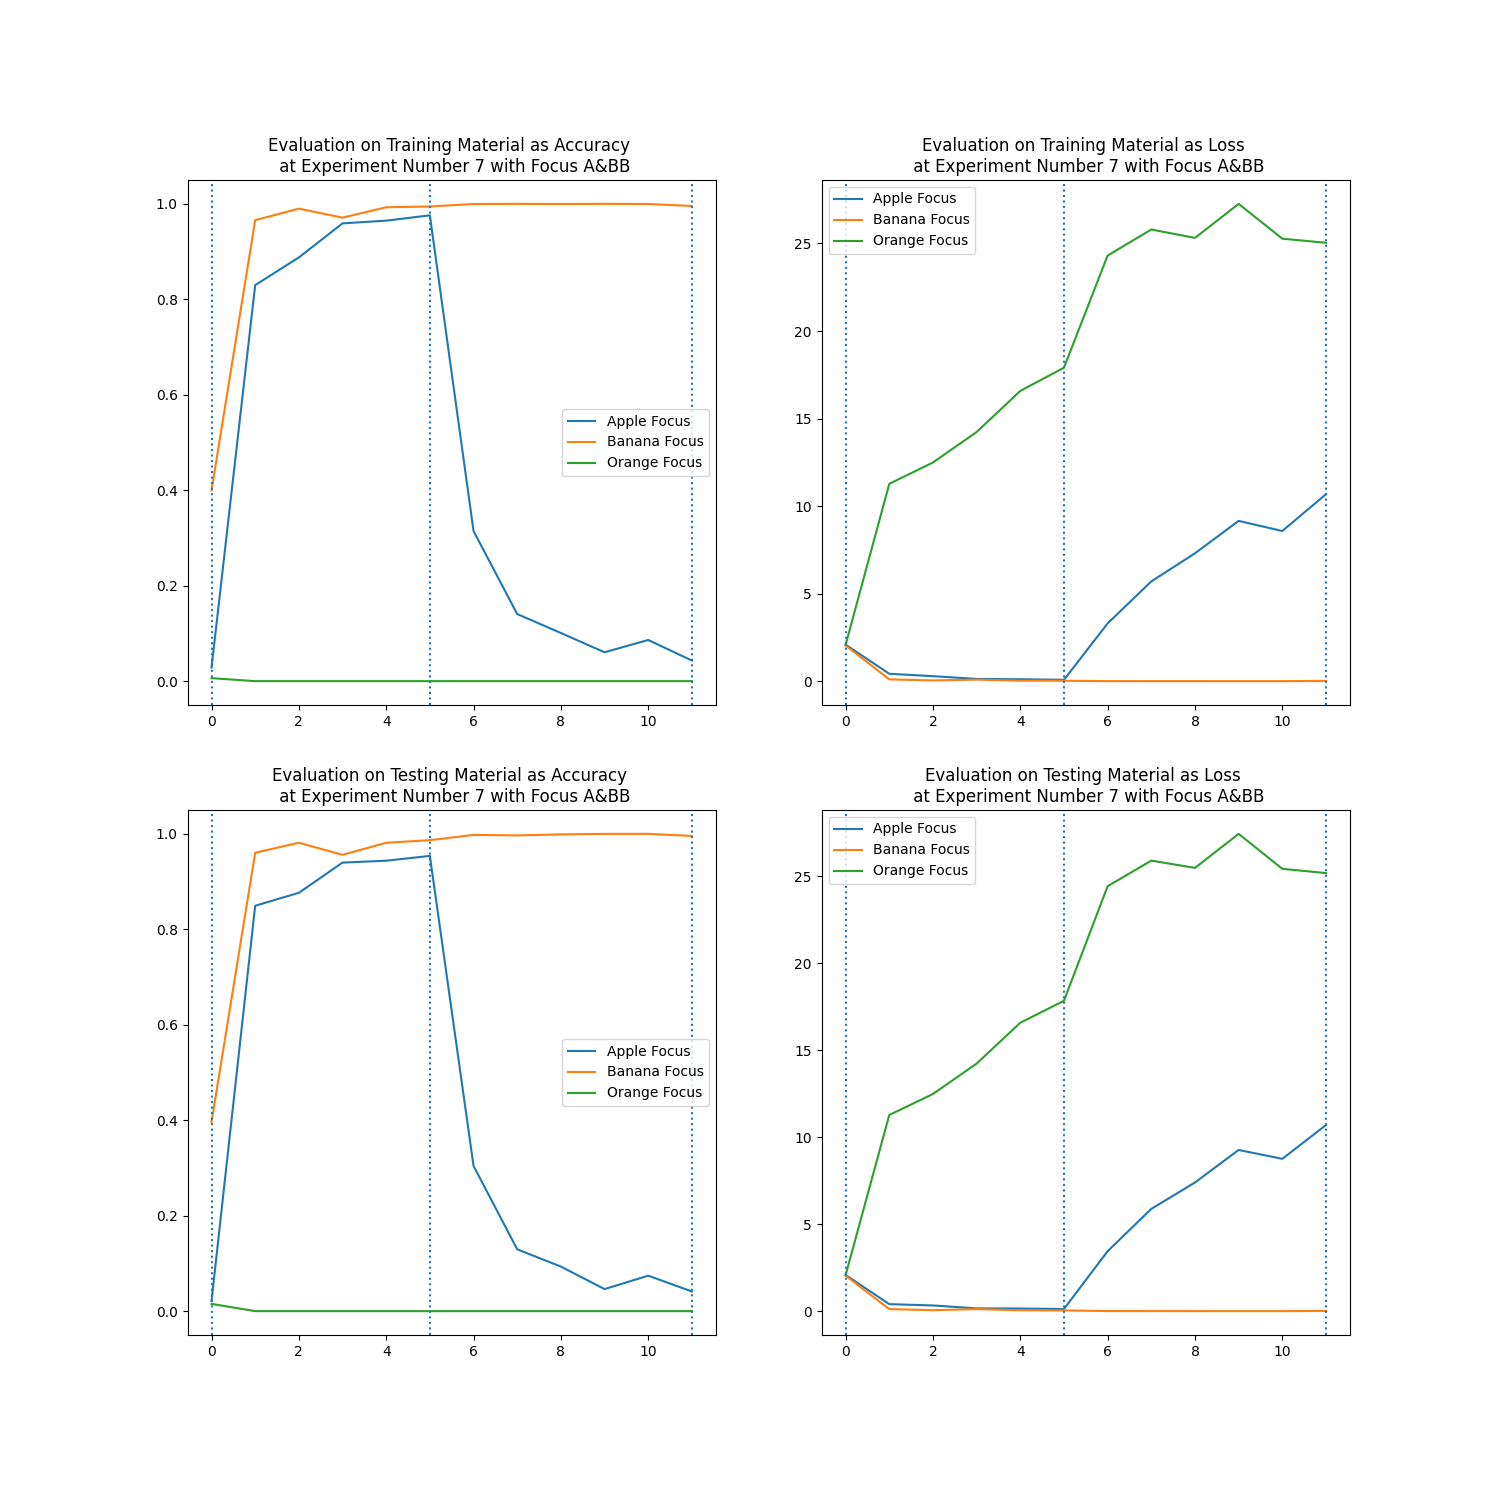 Evaluation on Training Material as Accuracy
at Experiment Number 7 with Focus A&BB
1.0
0.8
0.6
0.4
0.2
0.0
Apple Focus
Banana Focus
Orange Focus
0 2 4 6 8 10
Evaluation on Training Material as Loss
at Experiment Number 7 with Focus A&BB
Apple Focus
Banana Focus
Orange Focus
25
20
15
10
5
0
0 2 4 6 8 10
Evaluation on Testing Material as Accuracy
at Experiment Number 7 with Focus A&BB
1.0
0.8
0.6
0.4
0.2
0.0
Apple Focus
Banana Focus
Orange Focus
0 2 4 6 8 10
Evaluation on Testing Material as Loss
at Experiment Number 7 with Focus A&BB
Apple Focus
Banana Focus
Orange Focus
25
20
15
10
5
0
0 2 4 6 8 10